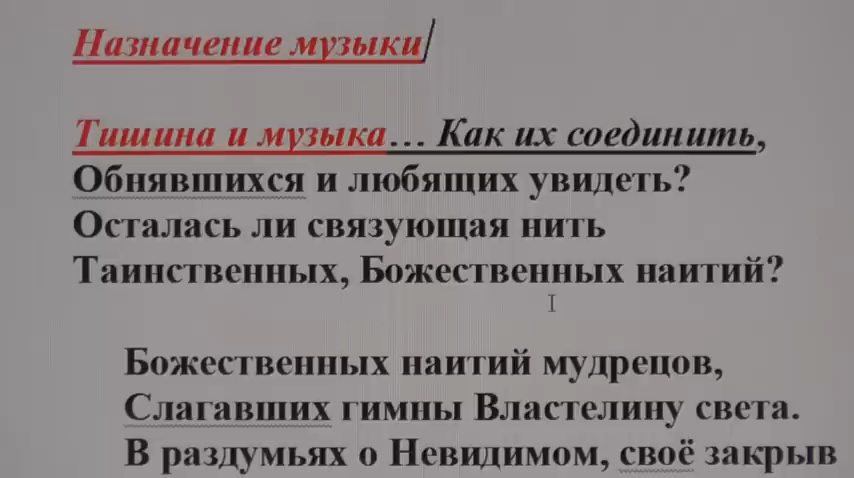 Назначение музыки
Тишина и музыка... Как их соединить,
Обнявшихся и любящих увидеть?
Осталась ли связующая нить
Таинственных, Божественных наитий?
Божественных наитий мудрецов,
Слагавших гимны Властелину света.
В раздумьях о Невидимом, своё закрыв